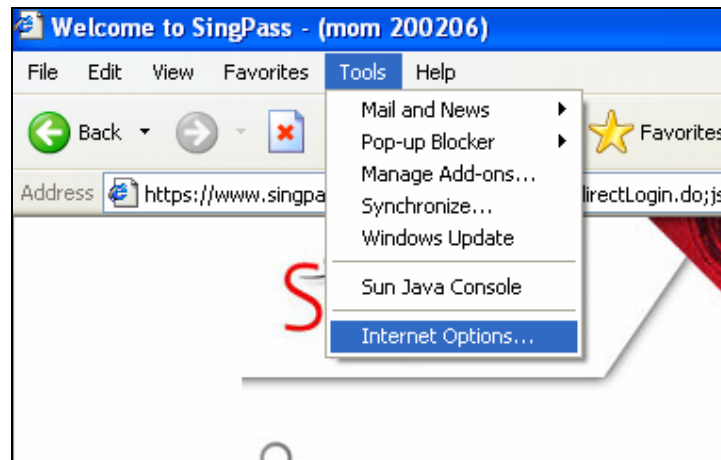 Welcome to SingPass - (mom 200206)
File Edit View Favorites Tools Help
Back Favorites
Mail and News
Pop-up Blocker
Manage Add-ons...
Address https://www.singpa directLogin.do;js
Synchronize...
Windows Update
Sun Java Console
S
Internet Options...